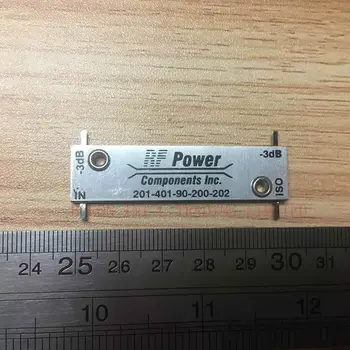 -3dB
-3dB
RF Power
Components Inc.
201-401-90-200-202
IN
ISO
24 25 26 27 28 29 30 31
10 11 12